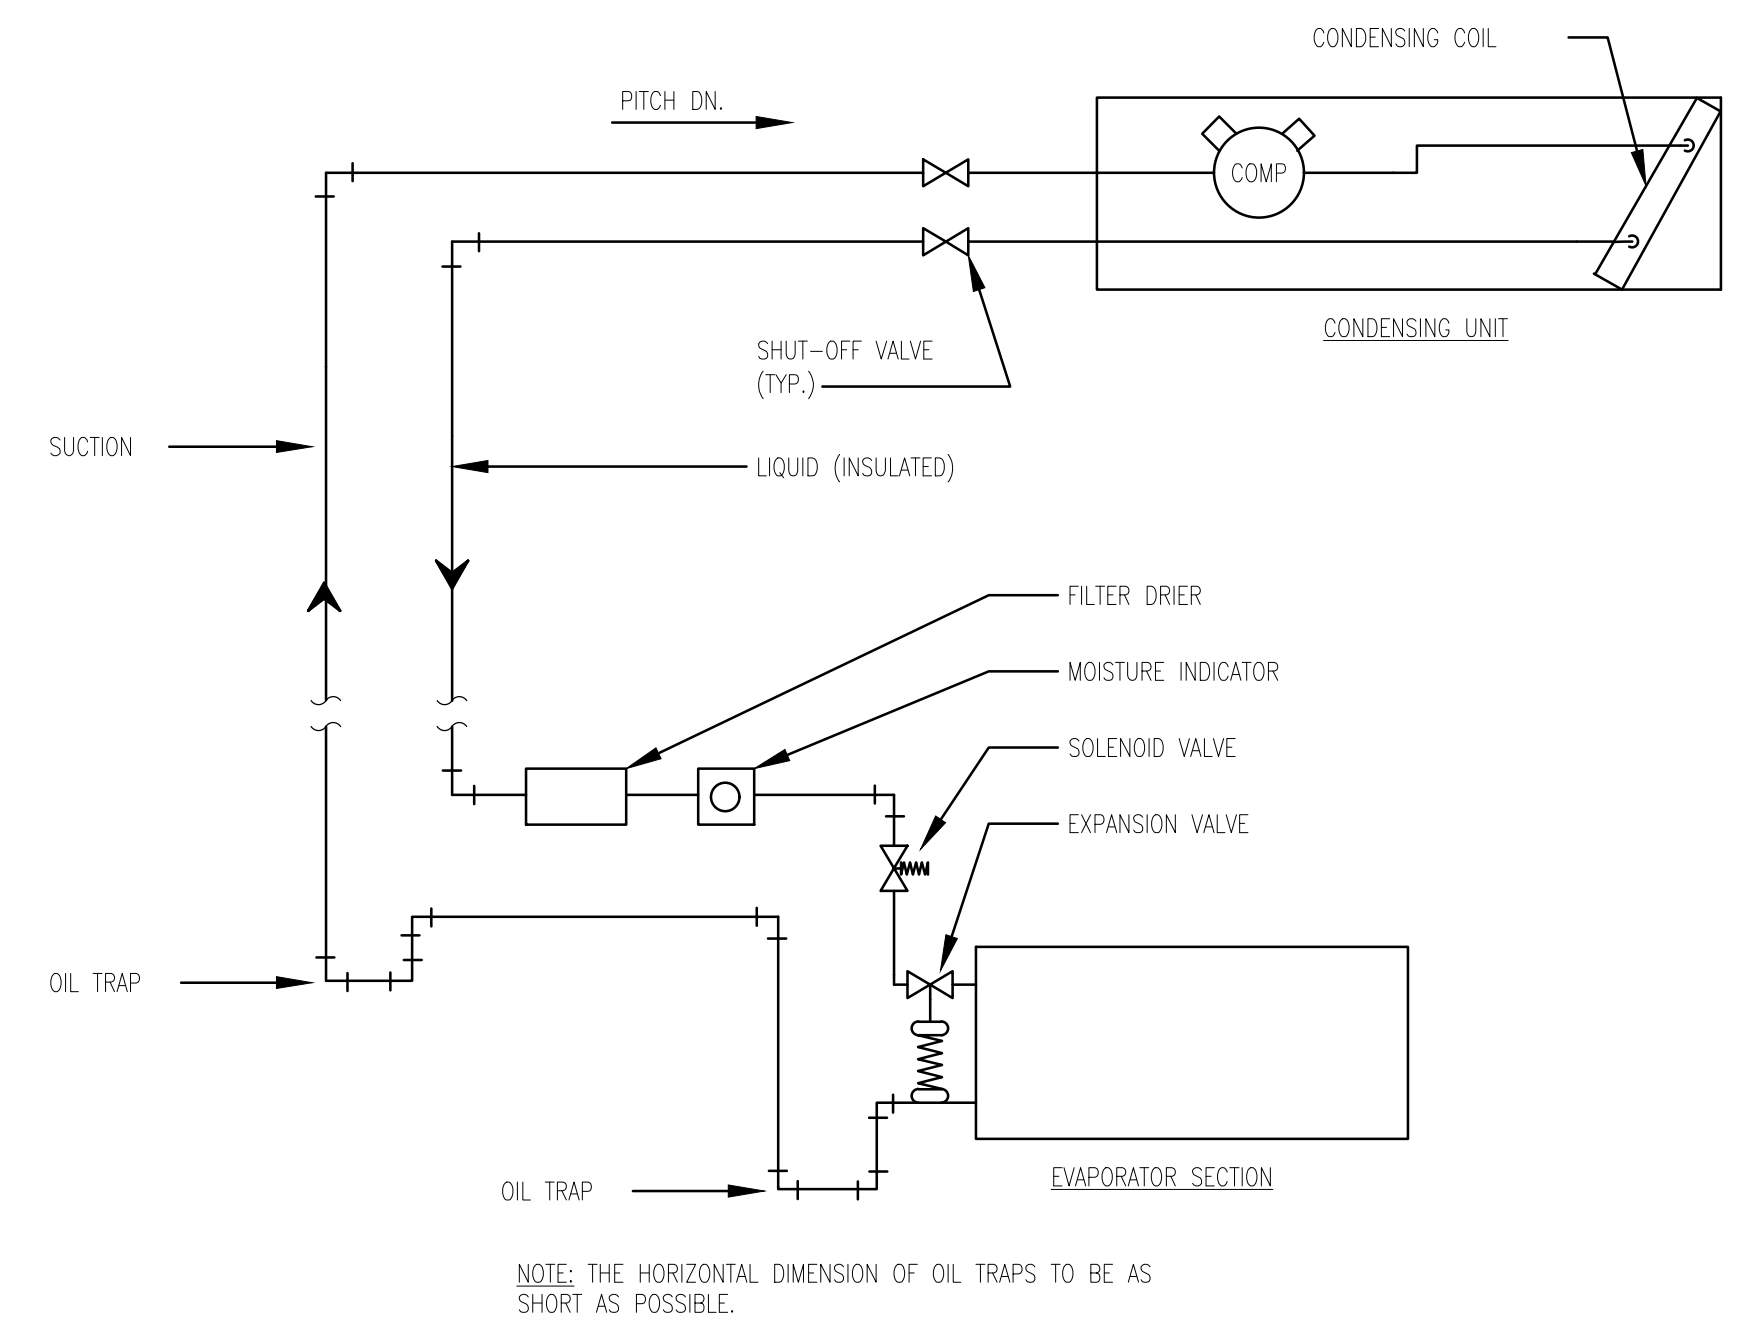 CONDENSING COIL
PITCH DN.
COMP
CONDENSING UNIT
SHUT-OFF VALVE
(TYP.)
SUCTION
LIQUID (INSULATED)
FILTER DRIER
MOISTURE INDICATOR
SOLENOID VALVE
EXPANSION VALVE
OIL TRAP
EVAPORATOR SECTION
OIL TRAP
NOTE: THE HORIZONTAL DIMENSION OF OIL TRAPS TO BE AS
SHORT AS POSSIBLE.